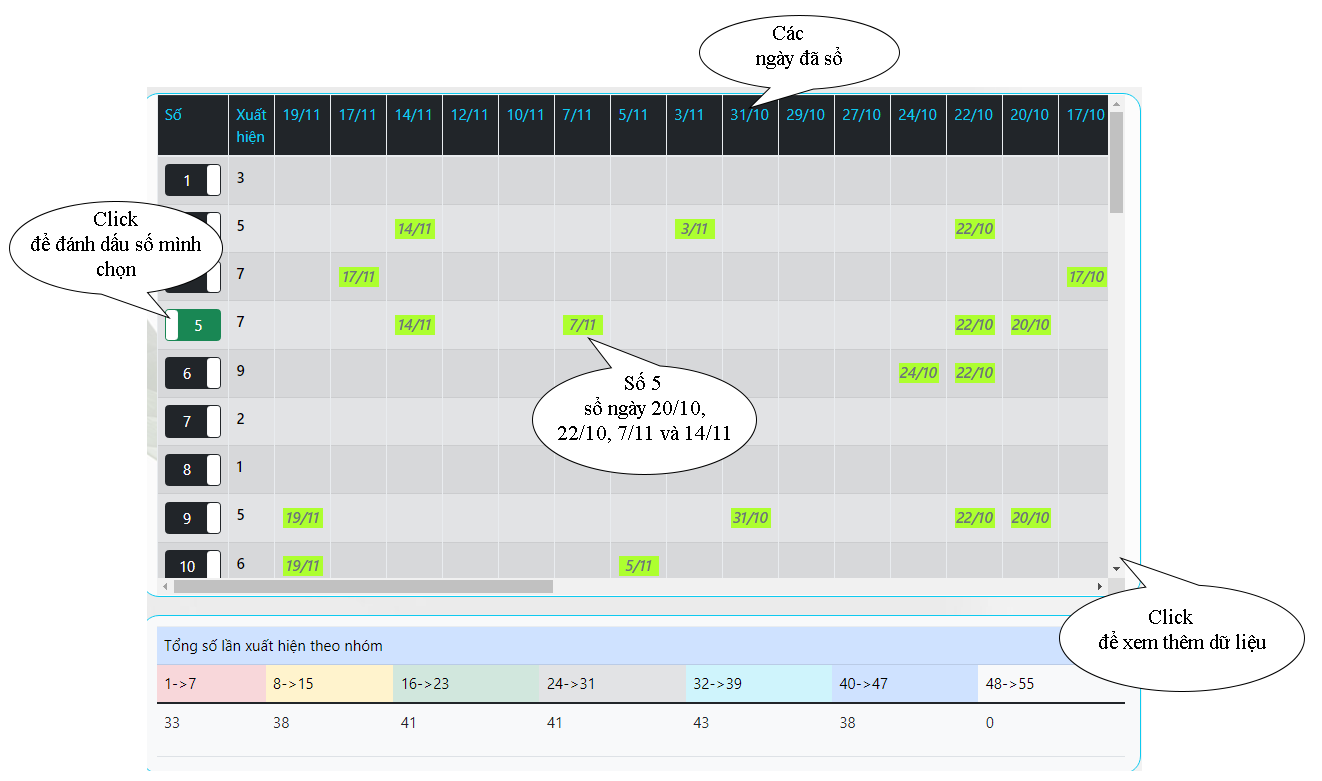 Các
ngày đã sổ
Số Xuất hiện 19/11 17/11 14/11 12/11 10/11 7/11 5/11 3/11 31/10 29/10 27/10 24/10 22/10 20/10 17/10
1 3
5 14/11 3/11 22/10
Click
để đánh dấu số mình
chọn
7 17/11 17/10
5 7 14/11 7/11 22/10 20/10
6 9 24/10 22/10
Số 5
sổ ngày 20/10,
22/10, 7/11 và 14/11
7 2
8 1
9 5 19/11 31/10 22/10 20/10
10 6 19/11 5/11
Click
để xem thêm dữ liệu
Tổng số lần xuất hiện theo nhóm
1->7 8->15 16->23 24->31 32->39 40->47 48->55
33 38 41 41 43 38 0